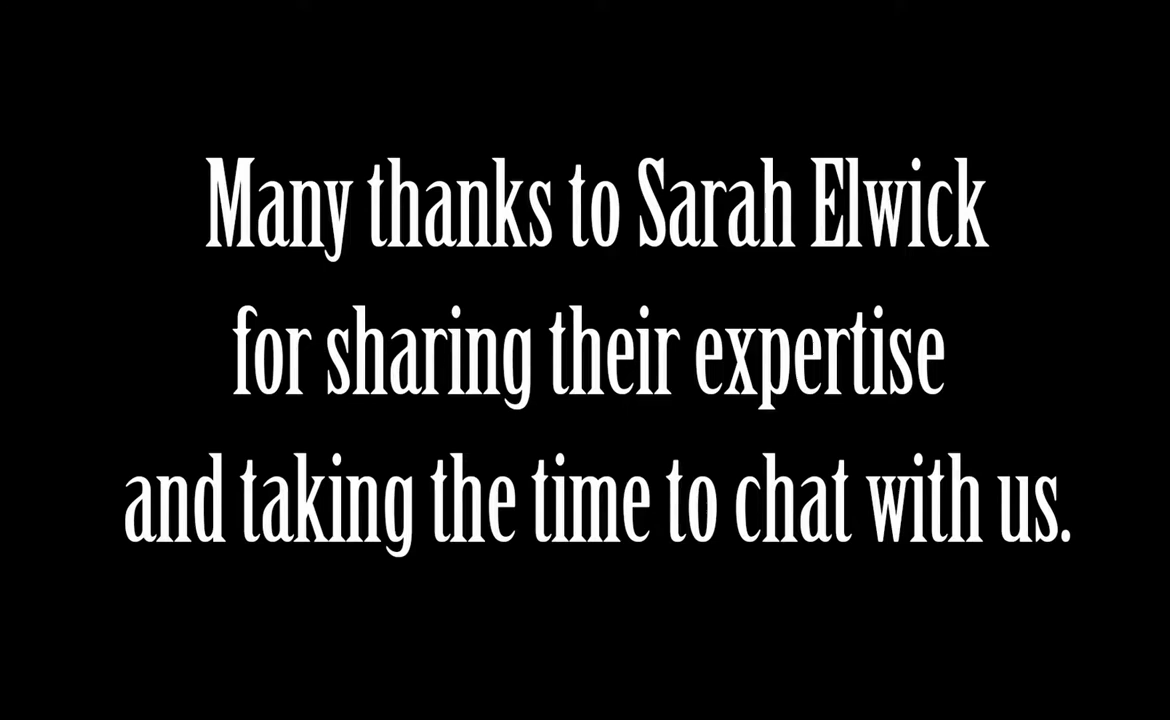 Many thanks to Sarah Elwick
for sharing their expertise
and taking the time to chat with us.